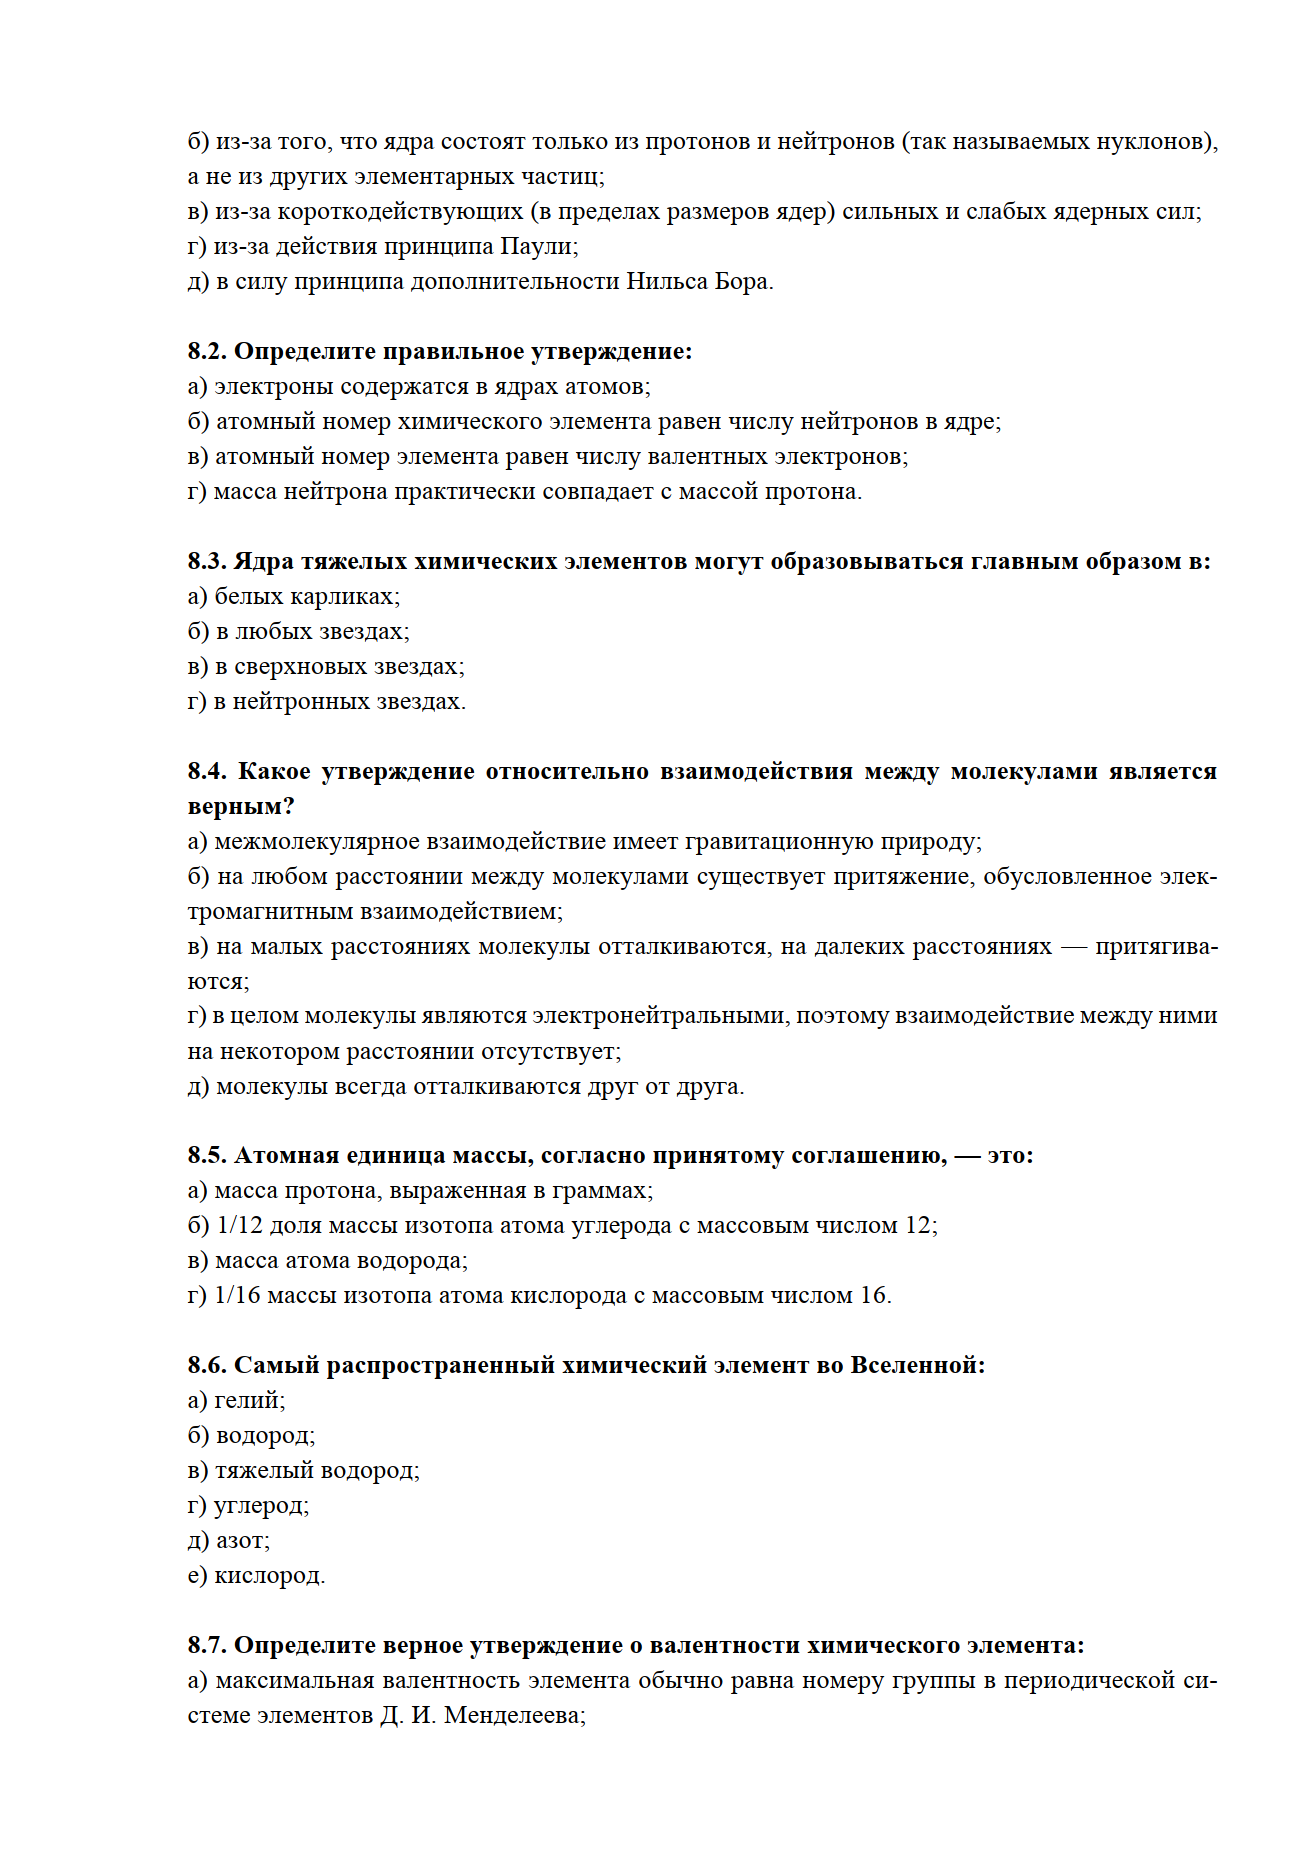 б) из-за того, что ядра состоят только из протонов и нейтронов (так называемых нуклонов),
а не из других элементарных частиц;
в) из-за короткодействующих (в пределах размеров ядер) сильных и слабых ядерных сил;
г) из-за действия принципа Паули;
д) в силу принципа дополнительности Нильса Бора.
8.2. Определите правильное утверждение:
а) электроны содержатся в ядрах атомов;
б) атомный номер химического элемента равен числу нейтронов в ядре;
в) атомный номер элемента равен числу валентных электронов;
г) масса нейтрона практически совпадает с массой протона.
8.3. Ядра тяжелых химических элементов могут образовываться главным образом в:
а) белых карликах;
б) в любых звездах;
в) в сверхновых звездах;
г) в нейтронных звездах.
8.4. Какое утверждение относительно взаимодействия между молекулами является
верным?
а) межмолекулярное взаимодействие имеет гравитационную природу;
б) на любом расстоянии между молекулами существует притяжение, обусловленное элек-
тромагнитным взаимодействием;
в) на малых расстояниях молекулы отталкиваются, на далеких расстояниях — притягива-
ются;
г) в целом молекулы являются электронейтральными, поэтому взаимодействие между ними
на некотором расстоянии отсутствует;
д) молекулы всегда отталкиваются друг от друга.
8.5. Атомная единица массы, согласно принятому соглашению, — это:
а) масса протона, выраженная в граммах;
б) 1/12 доля массы изотопа атома углерода с массовым числом 12;
в) масса атома водорода;
г) 1/16 массы изотопа атома кислорода с массовым числом 16.
8.6. Самый распространенный химический элемент во Вселенной:
а) гелий;
б) водород;
в) тяжелый водород;
г) углерод;
д) азот;
е) кислород.
8.7. Определите верное утверждение о валентности химического элемента:
а) максимальная валентность элемента обычно равна номеру группы в периодической си-
стеме элементов Д. И. Менделеева;